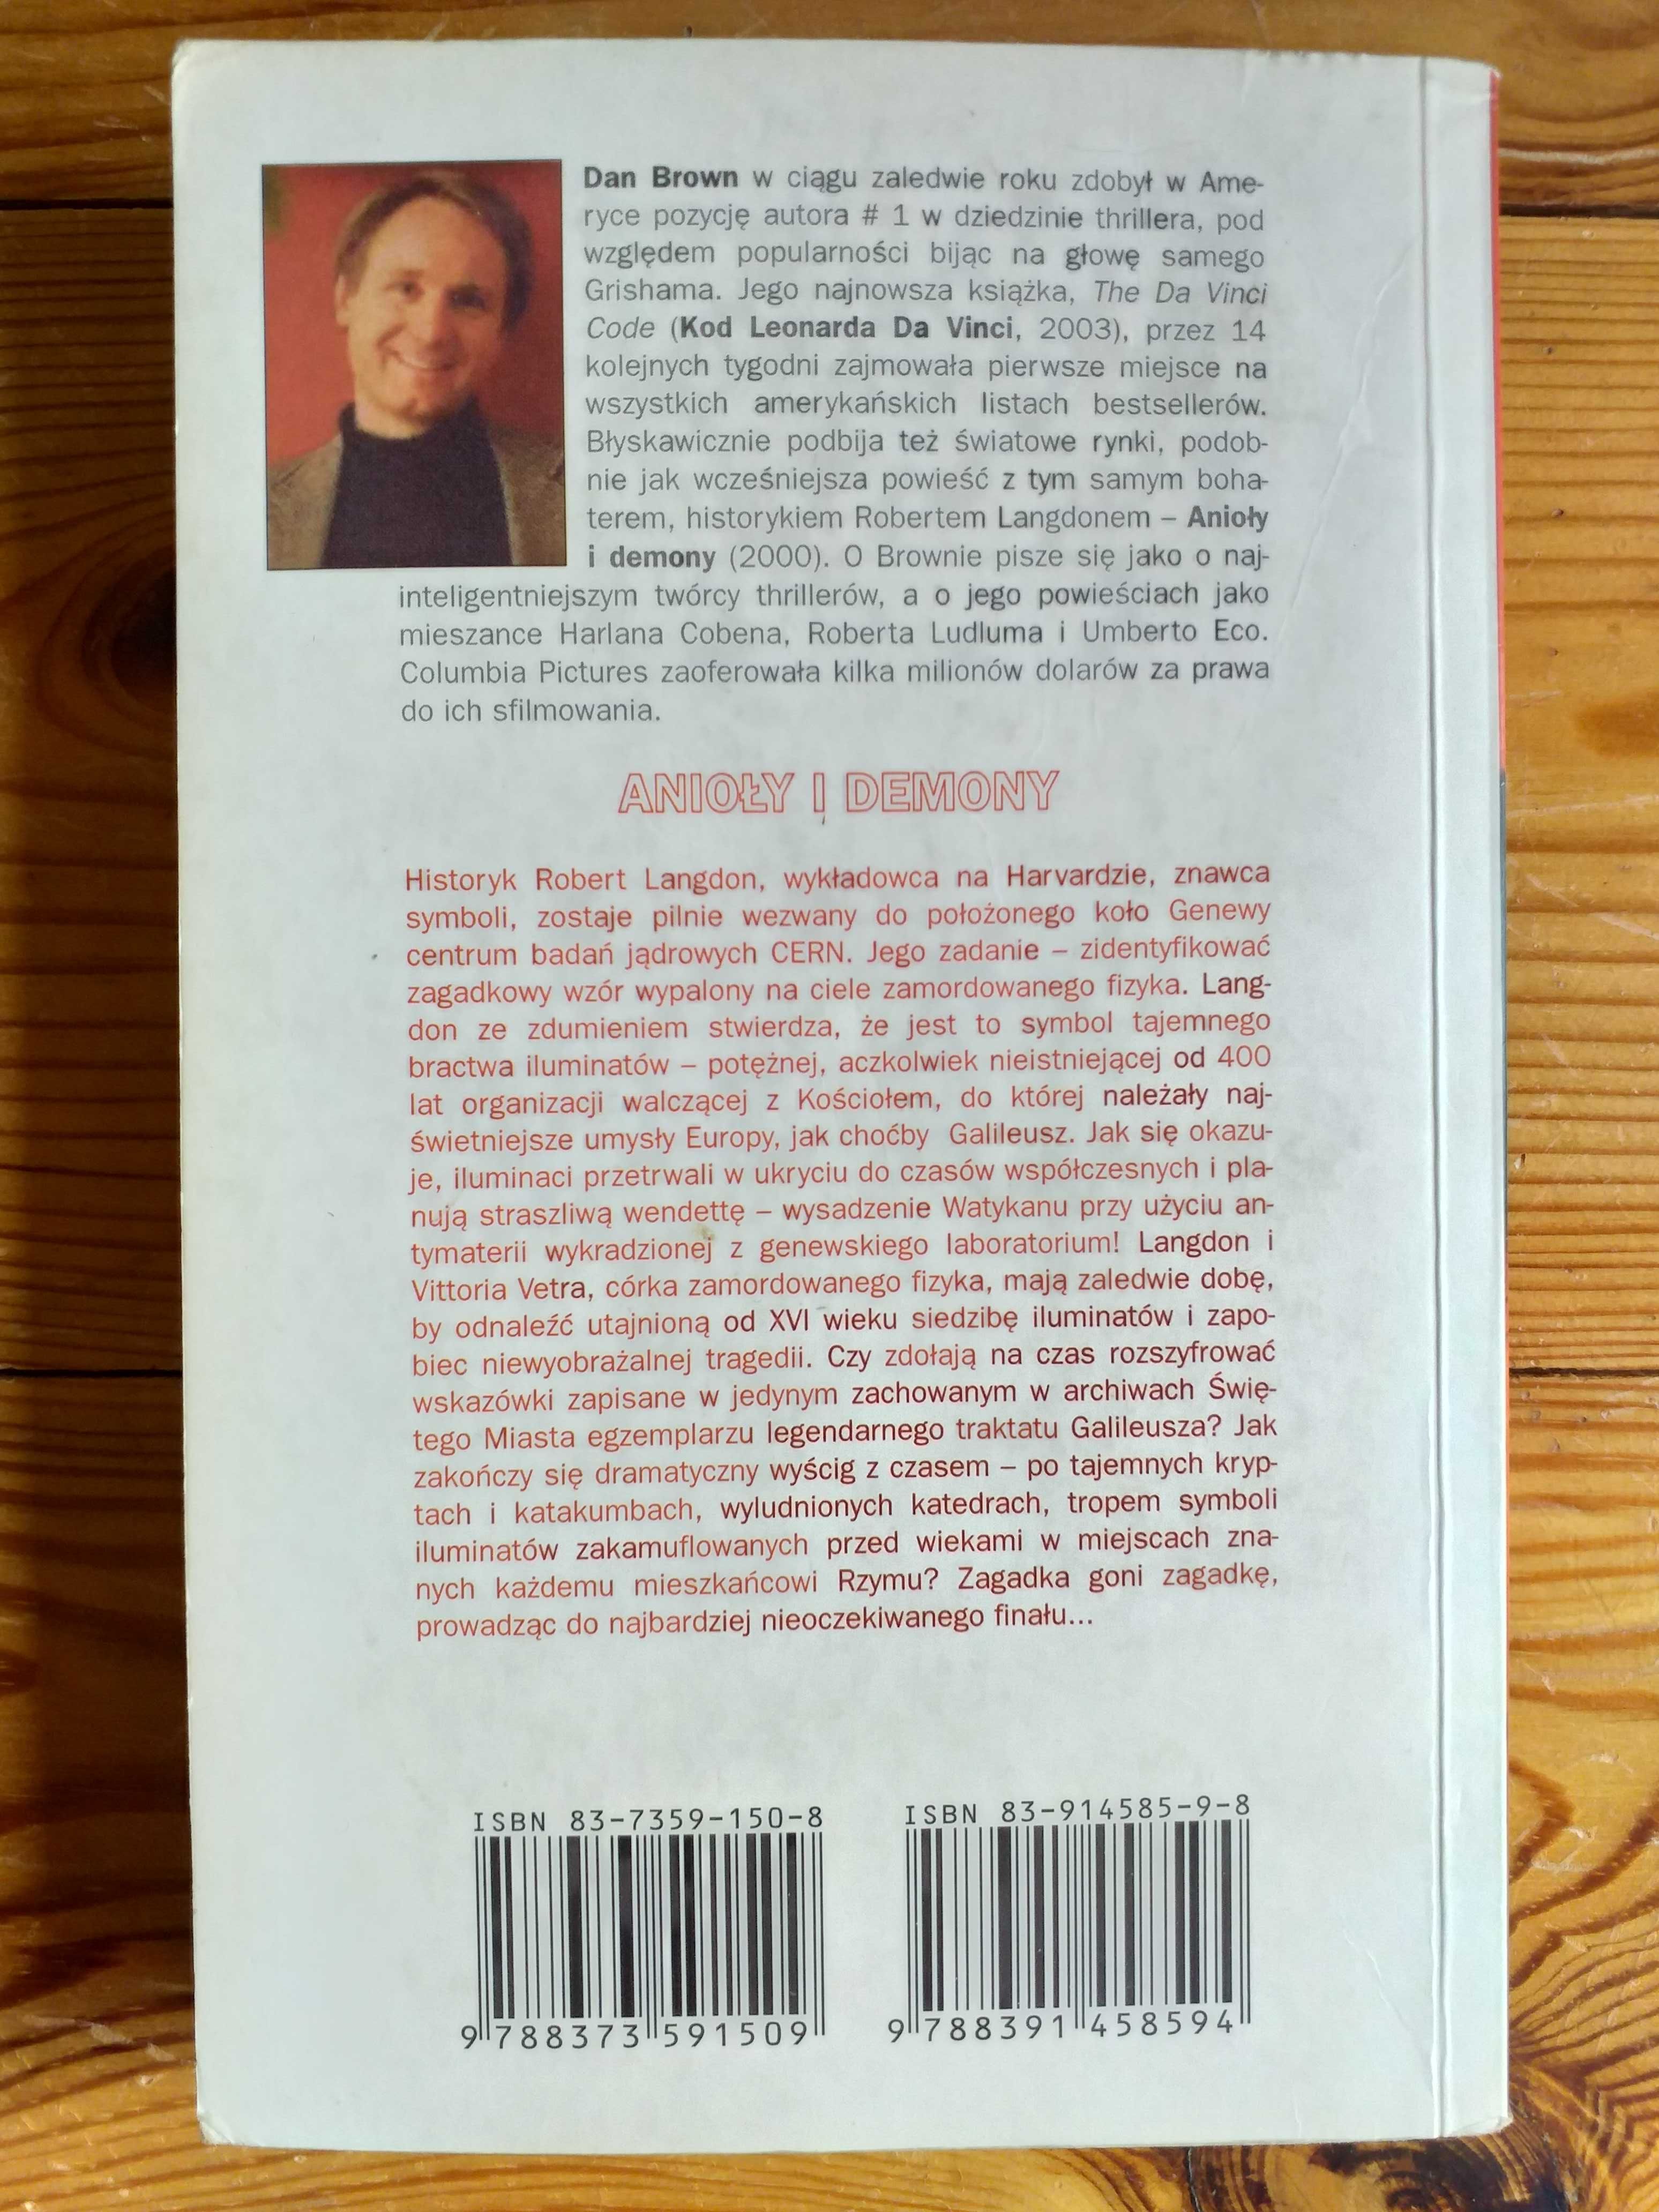 Dan Brown w ciągu zaledwie roku zdobył w Ame-
ryce pozycję autora # 1 w dziedzinie thrillera, pod
względem popularności bijąc na głowę samego
Grishama. Jego najnowsza książka, The Da Vinci
Code (Kod Leonarda Da Vinci, 2003), przez 14
kolejnych tygodni zajmowała pierwsze miejsce na
wszystkich amerykańskich listach bestsellerów.
Błyskawicznie podbija też światowe rynki, podob-
nie jak wcześniejsza powieść z tym samym boha-
terem, historykiem Robertem Langdonem – Anioły
i demony (2000). O Brownie pisze się jako o naj-
inteligentniejszym twórcy thrillerów, a o jego powieściach jako
mieszance Harlana Cobena, Roberta Ludluma i Umberto Eco.
Columbia Pictures zaoferowała kilka milionów dolarów za prawa
do ich sfilmowania.
ANIOŁY I DEMONY
Historyk Robert Langdon, wykładowca na Harvardzie, znawca
symboli, zostaje pilnie wezwany do położonego koło Genewy
centrum badań jądrowych CERN. Jego zadanie – zidentyfikować
zagadkowy wzór wypalony na ciele zamordowanego fizyka. Lang-
don ze zdumieniem stwierdza, że jest to symbol tajemnego
bractwa iluminatów – potężnej, aczkolwiek nieistniejącej od 400
lat organizacji walczącej z Kościołem, do której należały naj-
świetniejsze umysły Europy, jak choćby Galileusz. Jak się okazu-
je, iluminaci przetrwali w ukryciu do czasów współczesnych i pla-
nują straszliwą wendettę – wysadzenie Watykanu przy użyciu an-
tymaterii wykradzionej z genewskiego laboratorium! Langdon i
Vittoria Vetra, córka zamordowanego fizyka, mają zaledwie dobę,
by odnaleźć utajnioną od XVI wieku siedzibę iluminatów i zapo-
biec niewyobrażalnej tragedii. Czy zdołają na czas rozszyfrować
wskazówki zapisane w jedynym zachowanym w archiwach Świę-
tego Miasta egzemplarzu legendarnego traktatu Galileusza? Jak
zakończy się dramatyczny wyścig z czasem – po tajemnych kryp-
tach i katakumbach, wyludnionych katedrach, tropem symboli
iluminatów zakamuflowanych przed wiekami w miejscach zna-
nych każdemu mieszkańcowi Rzymu? Zagadka goni zagadkę,
prowadząc do najbardziej nieoczekiwanego finału...
ISBN 83-7359-150-8
9 788373 591509
ISBN 83-914585-9-8
9 788391 458594